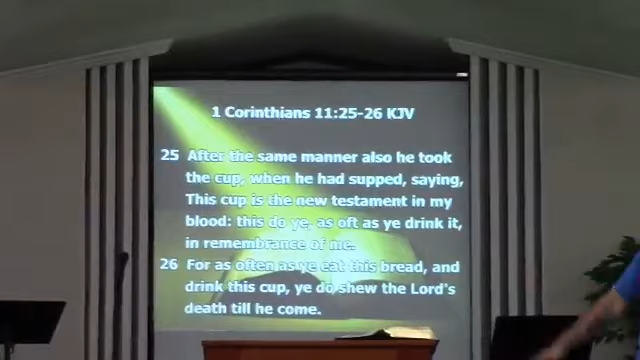 1 Corinthians 11:25-26 KJV
25 After the same manner also he took
the cup, when he had supped, saying,
This cup is the new testament in my
blood: this do ye, as oft as ye drink it,
in remembrance of me.
26 For as often as ye eat this bread, and
drink this cup, ye do shew the Lord's
death till he come.